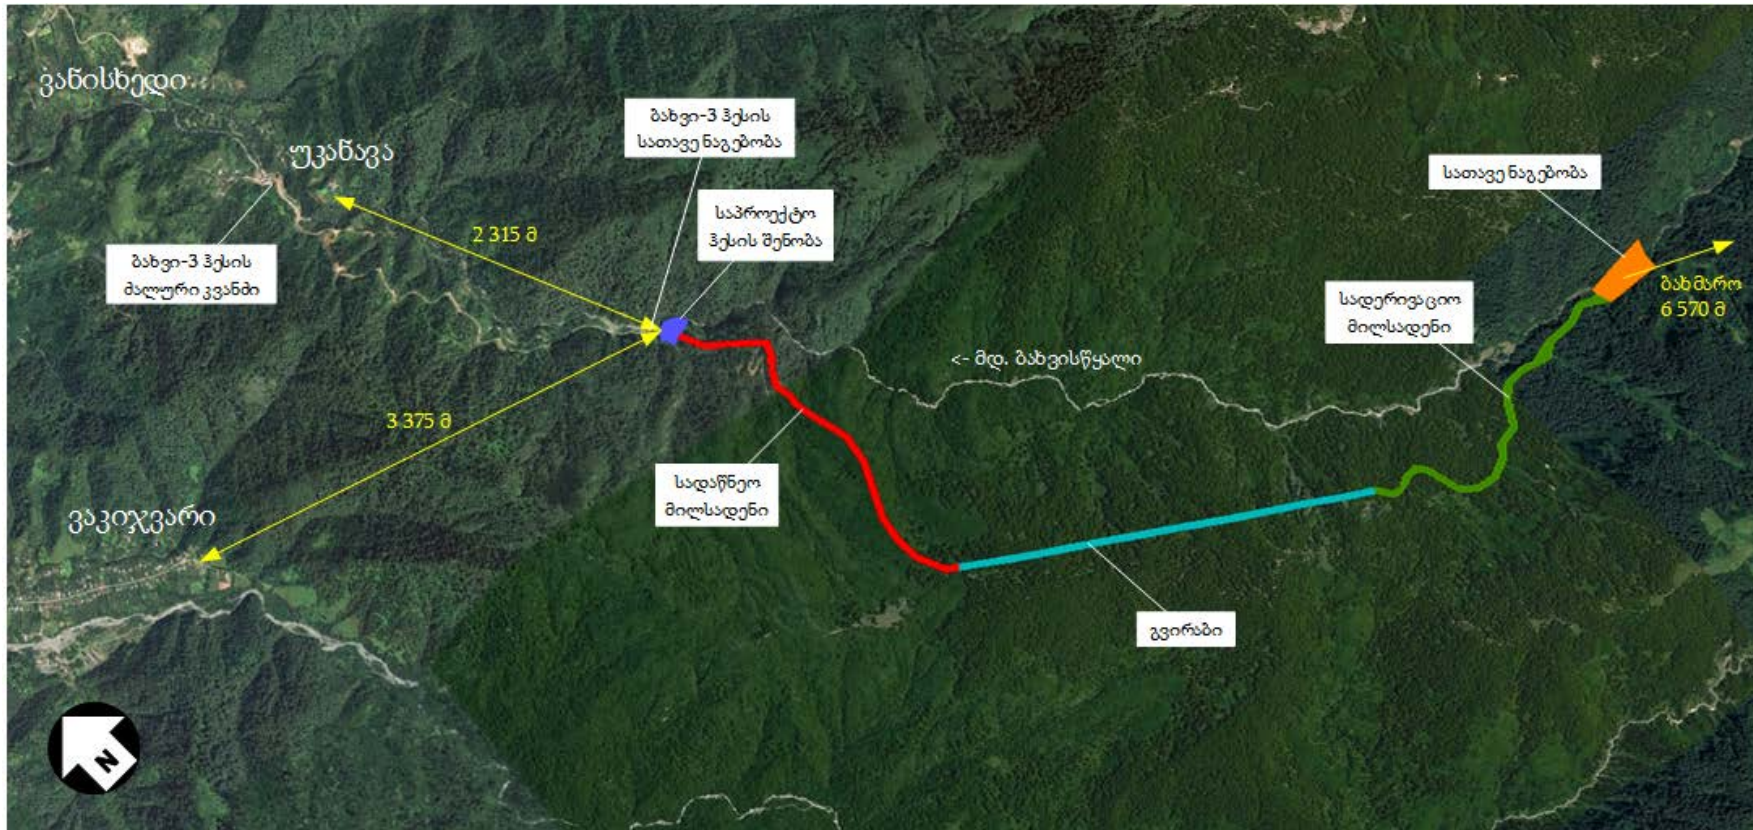 ვანისხედი
უკანავა
ბახვი-3 ჰესის
სათავე ნაგებობა
სათავე ნაგებობა
საპროექტო
ჰესის შენობა
2 315 მ
ბახვი-3 ჰესის
ძალური კვანძი
ბახმარო
6 570 მ
სადერივაციო
მილსადენი
<- მდ. ბახვისწყალი
3 375 მ
სადაწნეო
მილსადენი
ვაკიჯვარი
გვირაბი
N